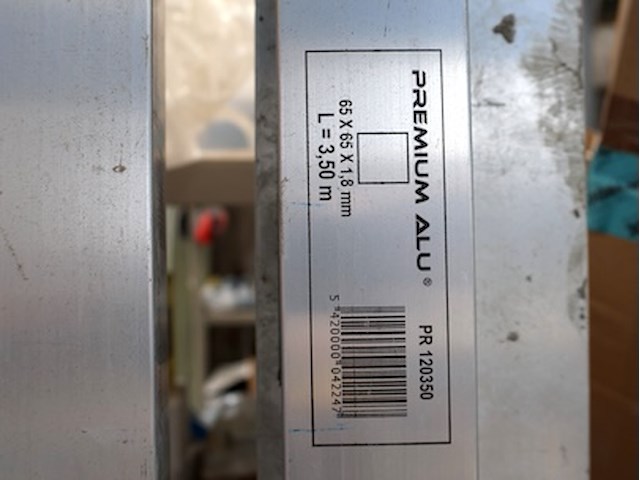 PREMIUM ALU®
PR 120350
65 X 65 X 1,8 mm
L = 3,50 m
5 420000 042247